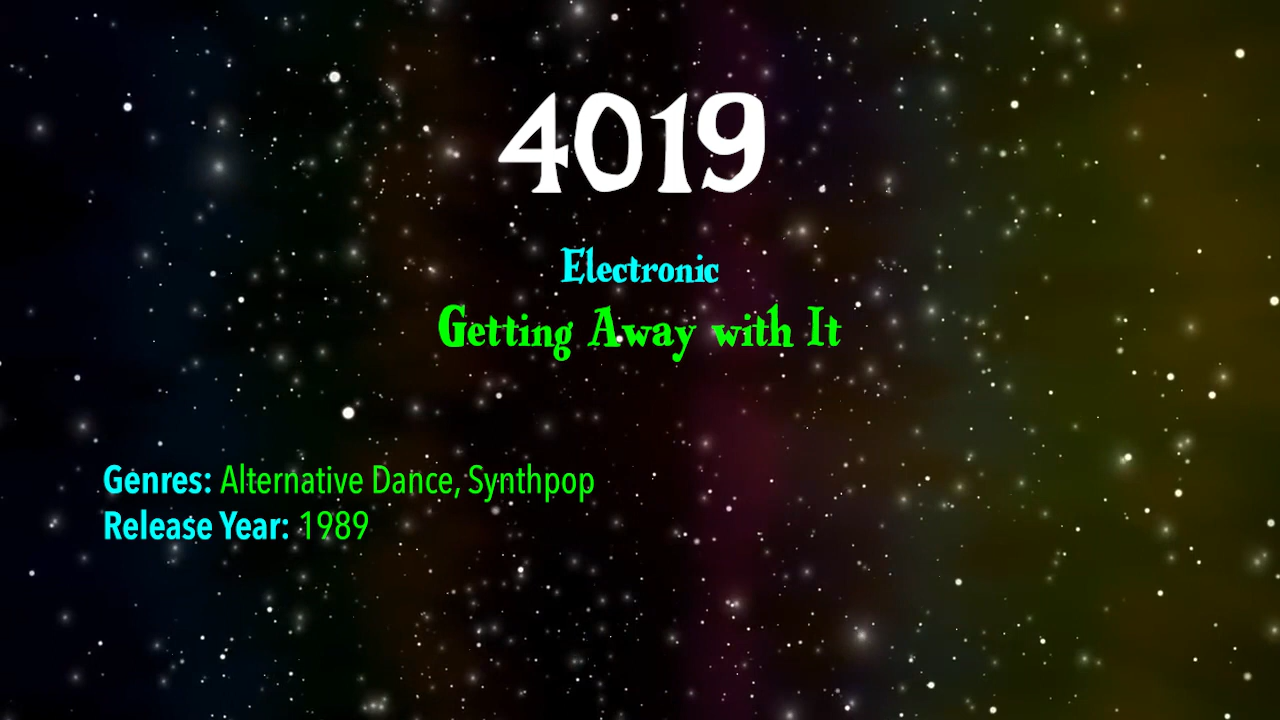 4019
Electronic
Getting Away with It
Genres: Alternative Dance, Synthpop
Release Year: 1989